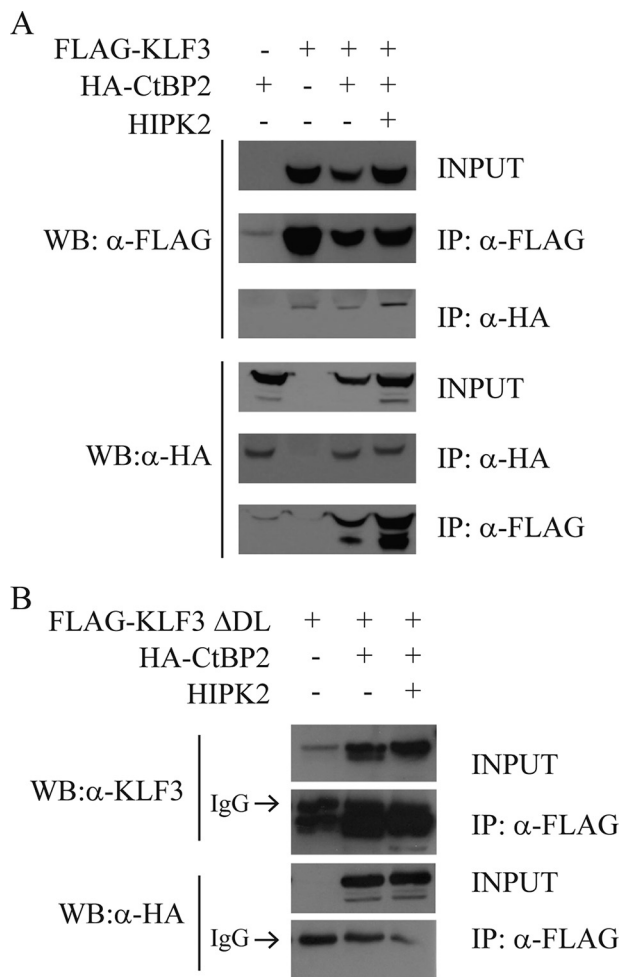 A
FLAG-KLF3 - + + +
HA-CtBP2 + - + +
HIPK2 - - - +
WB: α-FLAG
INPUT
IP: α-FLAG
IP: α-HA
WB:α-HA
INPUT
IP: α-HA
IP: α-FLAG
B
FLAG-KLF3 ΔDL + + +
HA-CtBP2 - + +
HIPK2 - - +
WB:α-KLF3
INPUT
IgG →
IP: α-FLAG
WB:α-HA
INPUT
IgG →
IP: α-FLAG